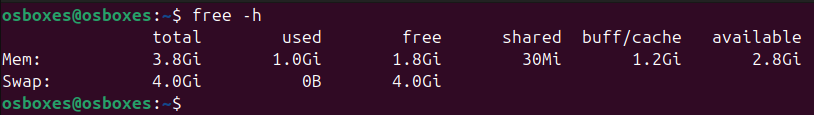 osboxes@osboxes:~$ free -h
               total        used        free      shared  buff/cache   available
Mem:           3.8Gi       1.0Gi       1.8Gi        30Mi       1.2Gi       2.8Gi
Swap:          4.0Gi          0B       4.0Gi
osboxes@osboxes:~$